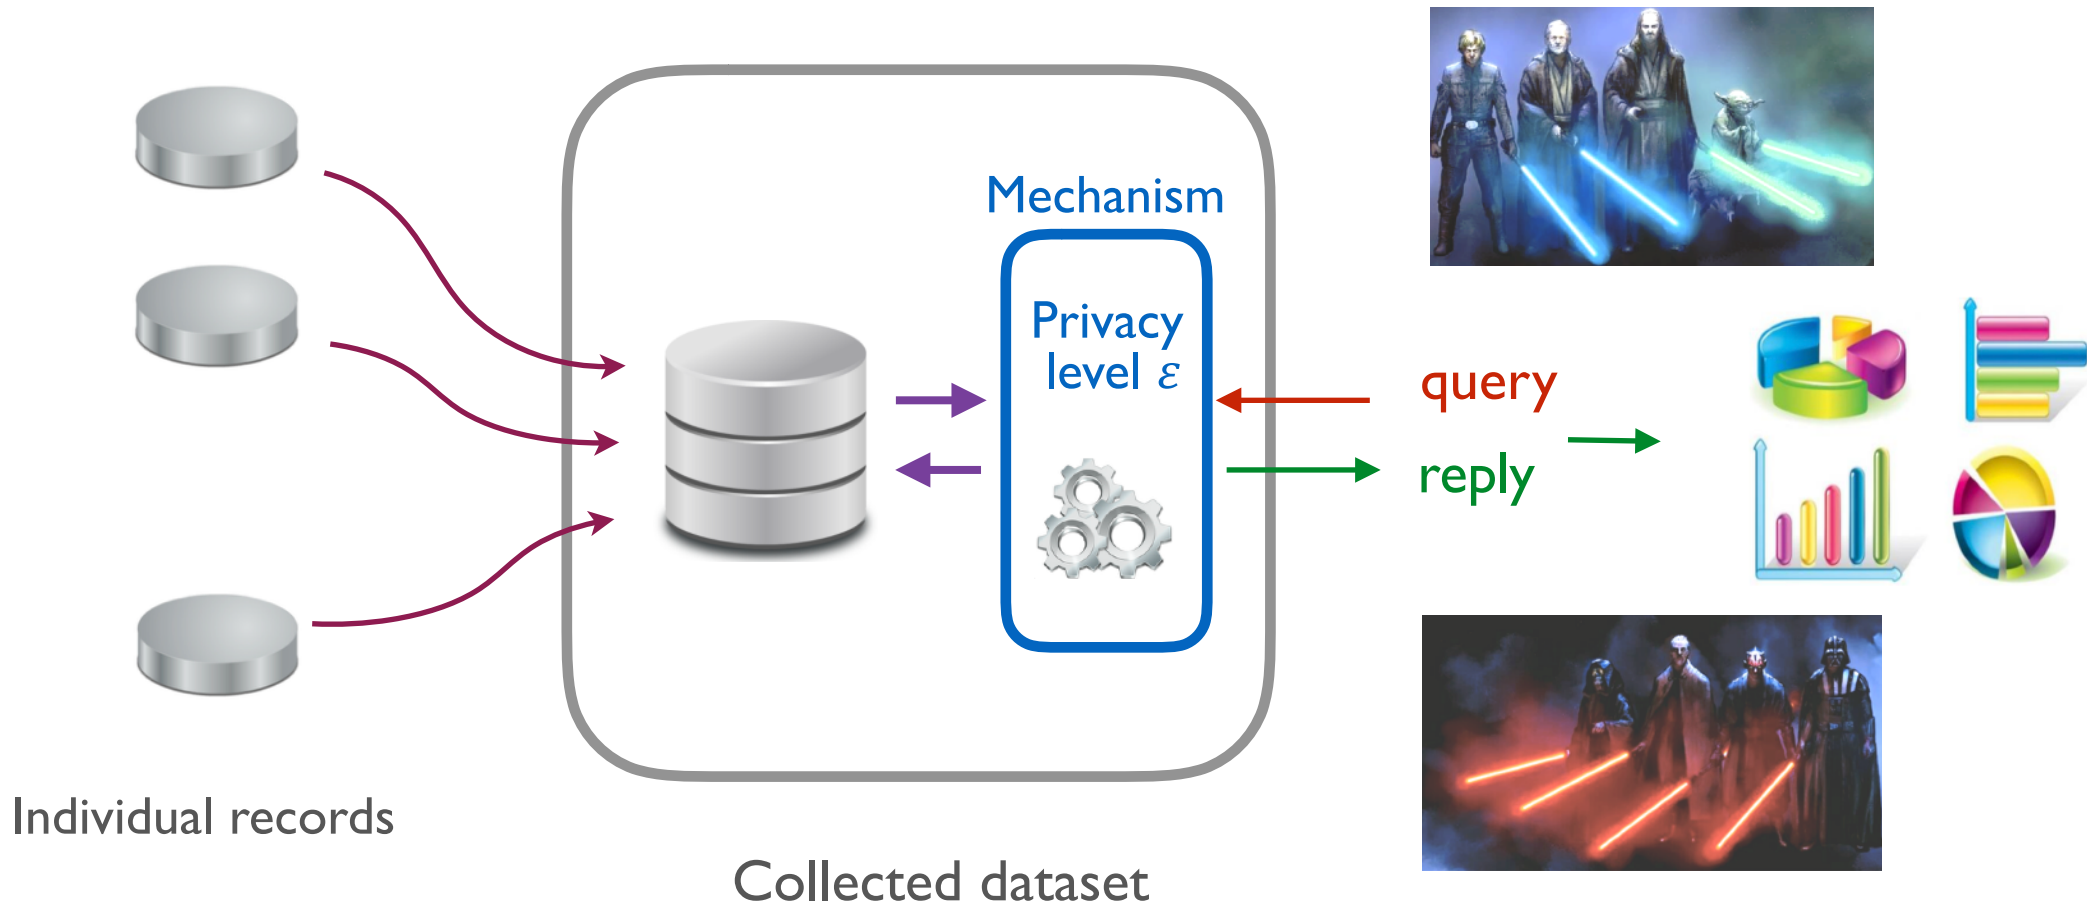 Mechanism
Privacy
level ε
query
reply
Individual records
Collected dataset